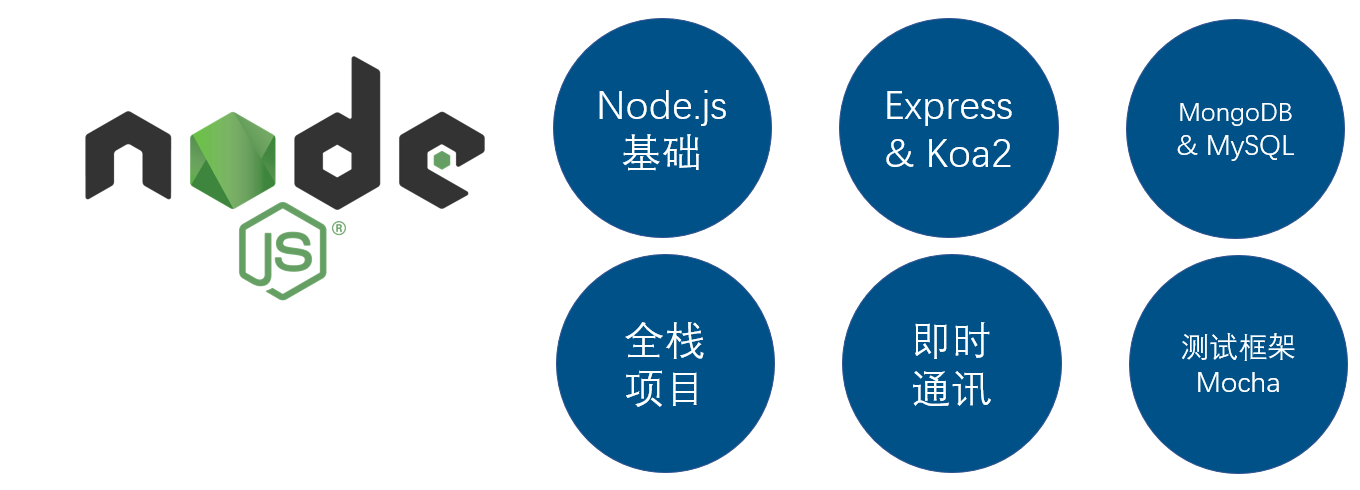 node
JS®
Node.js
基础
Express
& Koa2
MongoDB
& MySQL
全栈
项目
即时
通讯
测试框架
Mocha